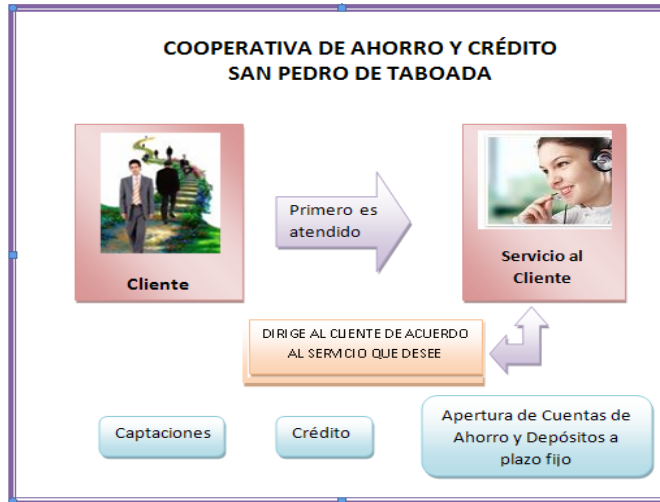 COOPERATIVA DE AHORRO Y CRÉDITO
SAN PEDRO DE TABOADA
Cliente
Primero es
atendido
Servicio al
Cliente
DIRIGE AL CLIENTE DE ACUERDO
AL SERVICIO QUE DESEE
Captaciones
Crédito
Apertura de Cuentas de
Ahorro y Depósitos a
plazo fijo